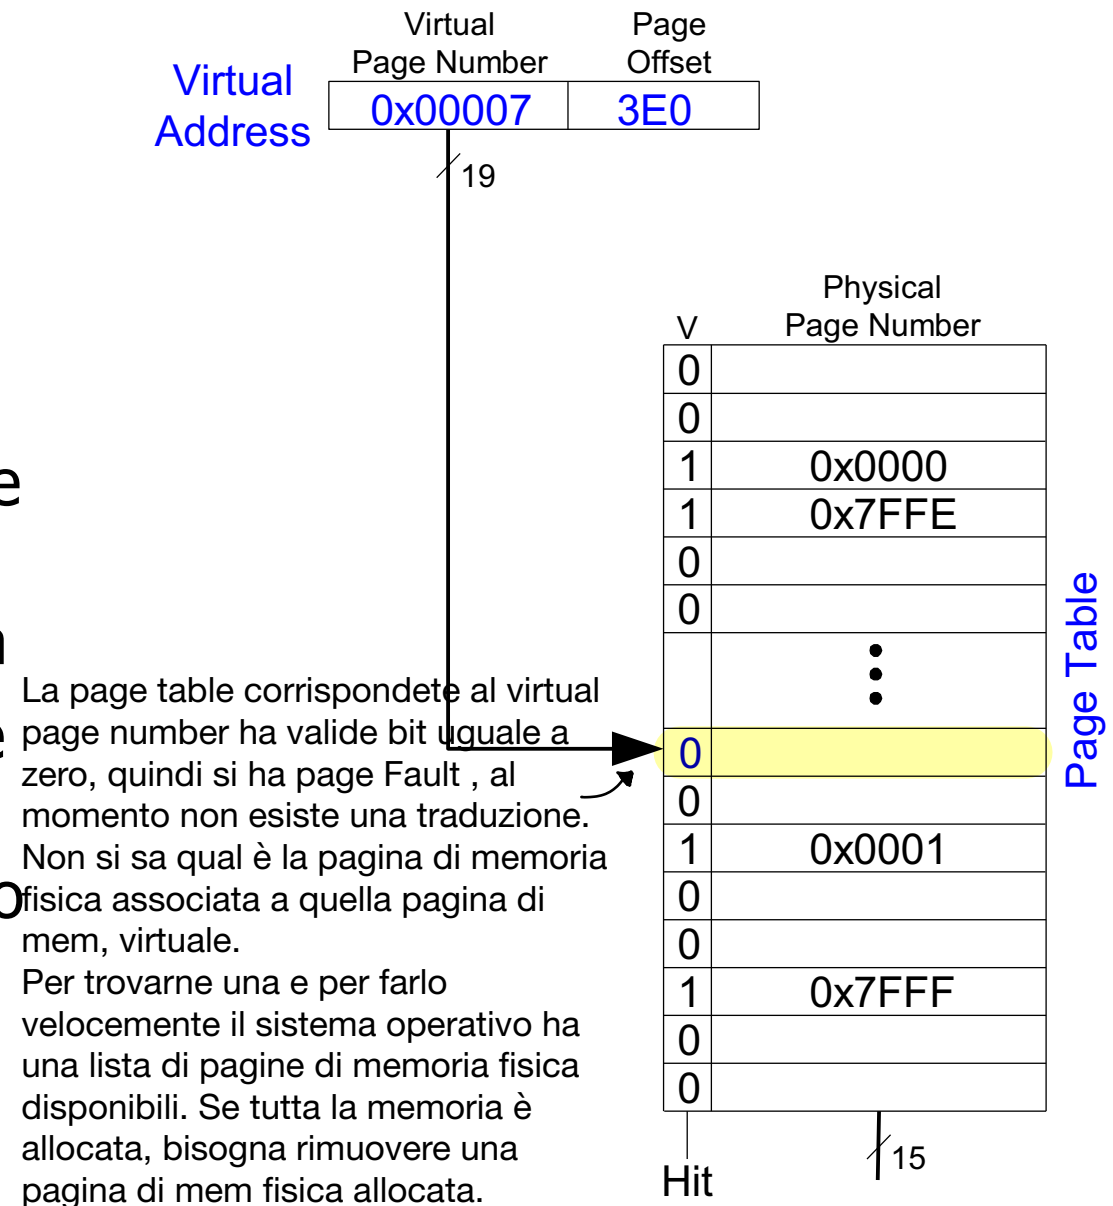 Virtual Page
Page Number Offset
Virtual
Address
0x00007 3E0
19
Physical
V Page Number
0
0
1 0x0000
1 0x7FFE
0
0
0
0
1 0x0001
0
0
1 0x7FFF
0
0
Hit
15
Page Table
e
e
o
La page table corrispondete al virtual
page number ha valide bit uguale a
zero, quindi si ha page Fault , al
momento non esiste una traduzione.
Non si sa qual è la pagina di memoria
fisica associata a quella pagina di
mem, virtuale.
Per trovarne una e per farlo
velocemente il sistema operativo ha
una lista di pagine di memoria fisica
disponibili. Se tutta la memoria è
allocata, bisogna rimuovere una
pagina di mem fisica allocata.